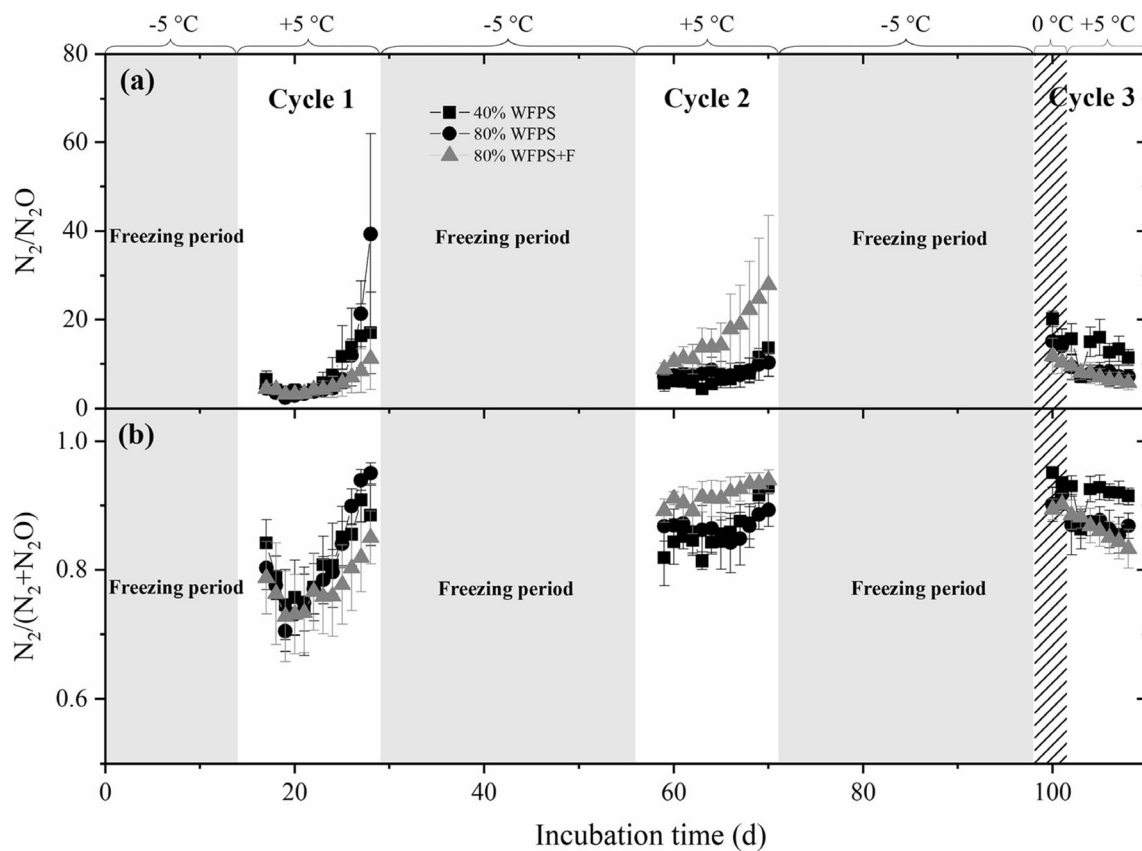 -5 °C +5 °C -5 °C +5 °C -5 °C 0 °C +5 °C
80
(a)
Cycle 1 Cycle 2 Cycle 3
40% WFPS
80% WFPS
80% WFPS+F
60
N₂/N₂O
40
Freezing period Freezing period Freezing period
20
0
(b)
1.0
N₂/(N₂+N₂O)
0.8
Freezing period Freezing period Freezing period
0.6
0 20 40 60 80 100
Incubation time (d)